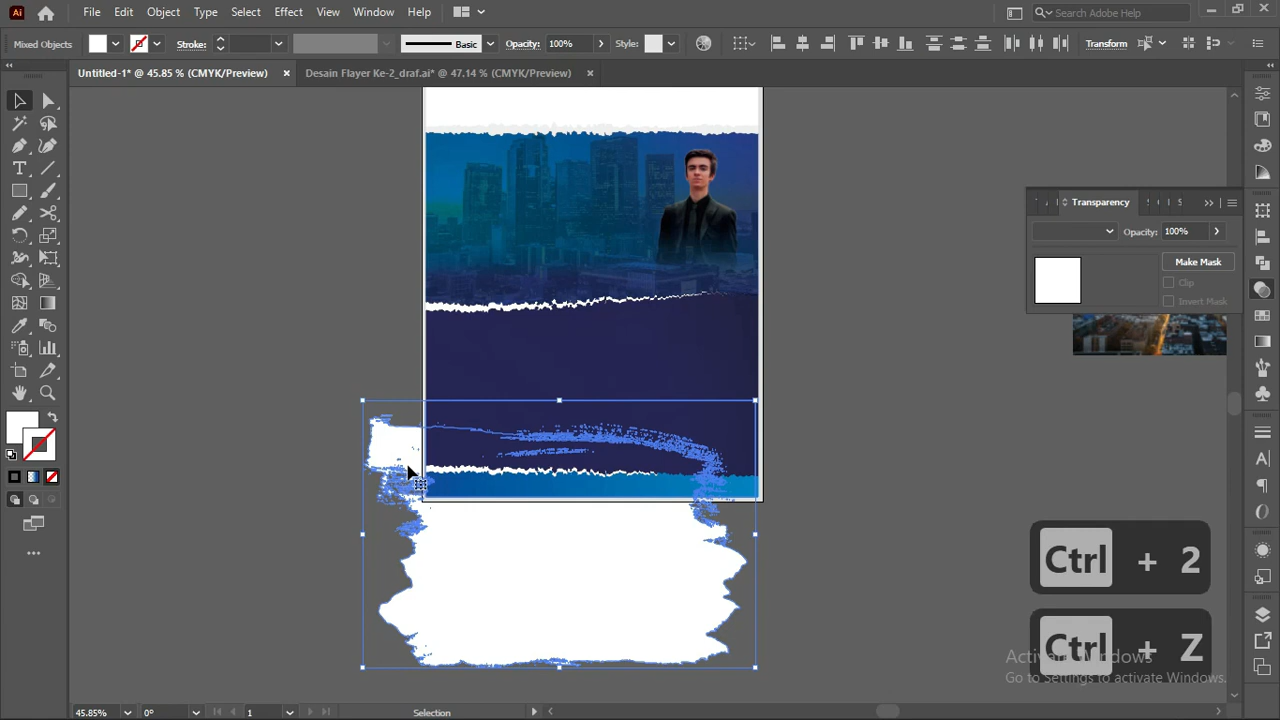 Ai File Edit Object Type Select Effect View Window Help Search Adobe Help
Mixed Objects Stroke: Basic Opacity: 100% Style: Transform
Untitled-1* @ 45.85 % (CMYK/Preview) × Desain Flayer Ke-2_draf.ai* @ 47.14 % (CMYK/Preview) ×
Transparency
Opacity: 100%
Make Mask
Clip
Invert Mask
Ctrl + 2
Ctrl + Z
Activate Windows
Go to Settings to activate Windows.
45.85% 0° 1 Selection